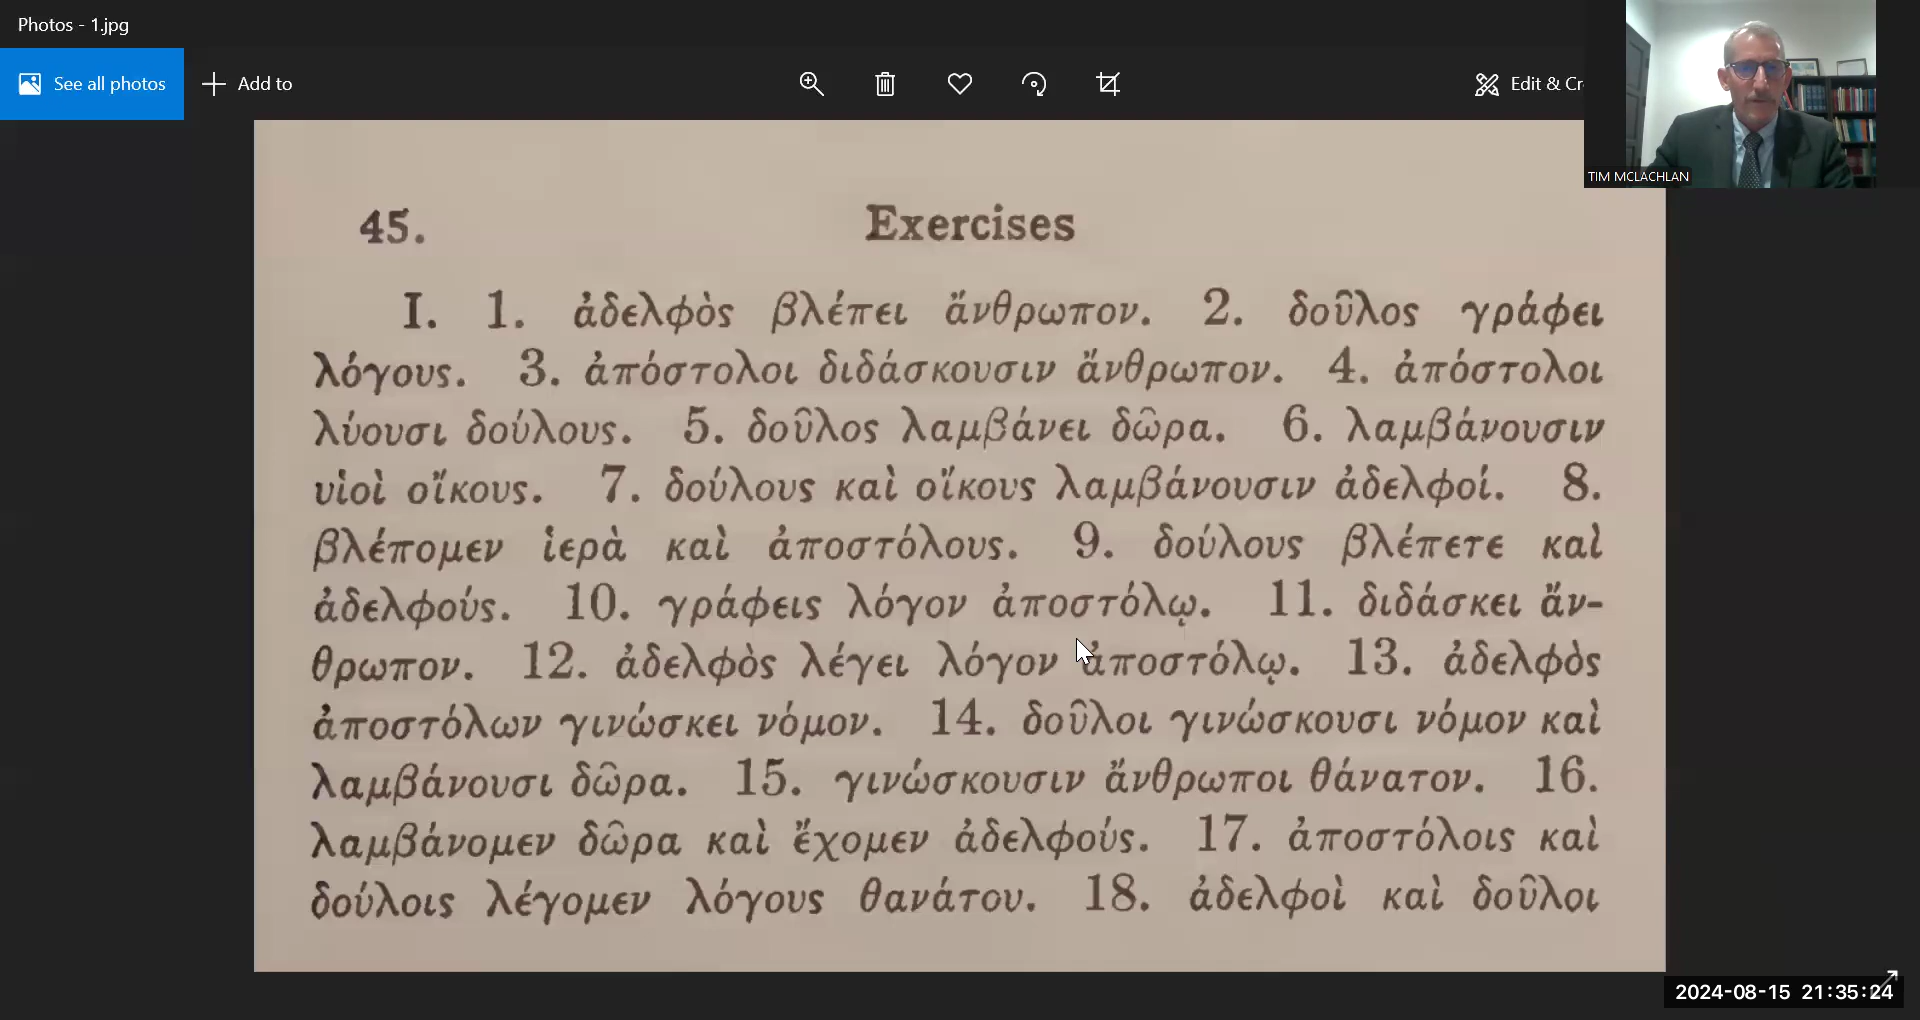 Photos - 1.jpg
See all photos
Add to
Edit & Cr
TIM MCLACHLAN
45. Exercises
I. 1. ἀδελφὸς βλέπει ἄνθρωπον. 2. δοῦλος γράφει
λόγους. 3. ἀπόστολοι διδάσκουσιν ἄνθρωπον. 4. ἀπόστολοι
λύουσι δούλους. 5. δοῦλος λαμβάνει δῶρα. 6. λαμβάνουσιν
υἱοὶ οἴκους. 7. δούλους καὶ οἴκους λαμβάνουσιν ἀδελφοί. 8.
βλέπομεν ἱερὰ καὶ ἀποστόλους. 9. δούλους βλέπετε καὶ
ἀδελφούς. 10. γράφεις λόγον ἀποστόλῳ. 11. διδάσκει ἄν-
θρωπον. 12. ἀδελφὸς λέγει λόγον ἀποστόλῳ. 13. ἀδελφὸς
ἀποστόλων γινώσκει νόμον. 14. δοῦλοι γινώσκουσι νόμον καὶ
λαμβάνουσι δῶρα. 15. γινώσκουσιν ἄνθρωποι θάνατον. 16.
λαμβάνομεν δῶρα καὶ ἔχομεν ἀδελφούς. 17. ἀποστόλοις καὶ
δούλοις λέγομεν λόγους θανάτου. 18. ἀδελφοὶ καὶ δοῦλοι
2024-08-15 21:35:24